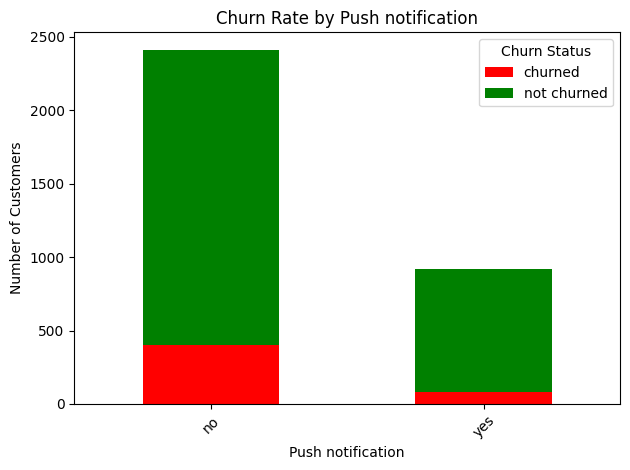 Churn Rate by Push notification
Number of Customers
2500
2000
1500
1000
500
0
Churn Status
churned
not churned
no
yes
Push notification